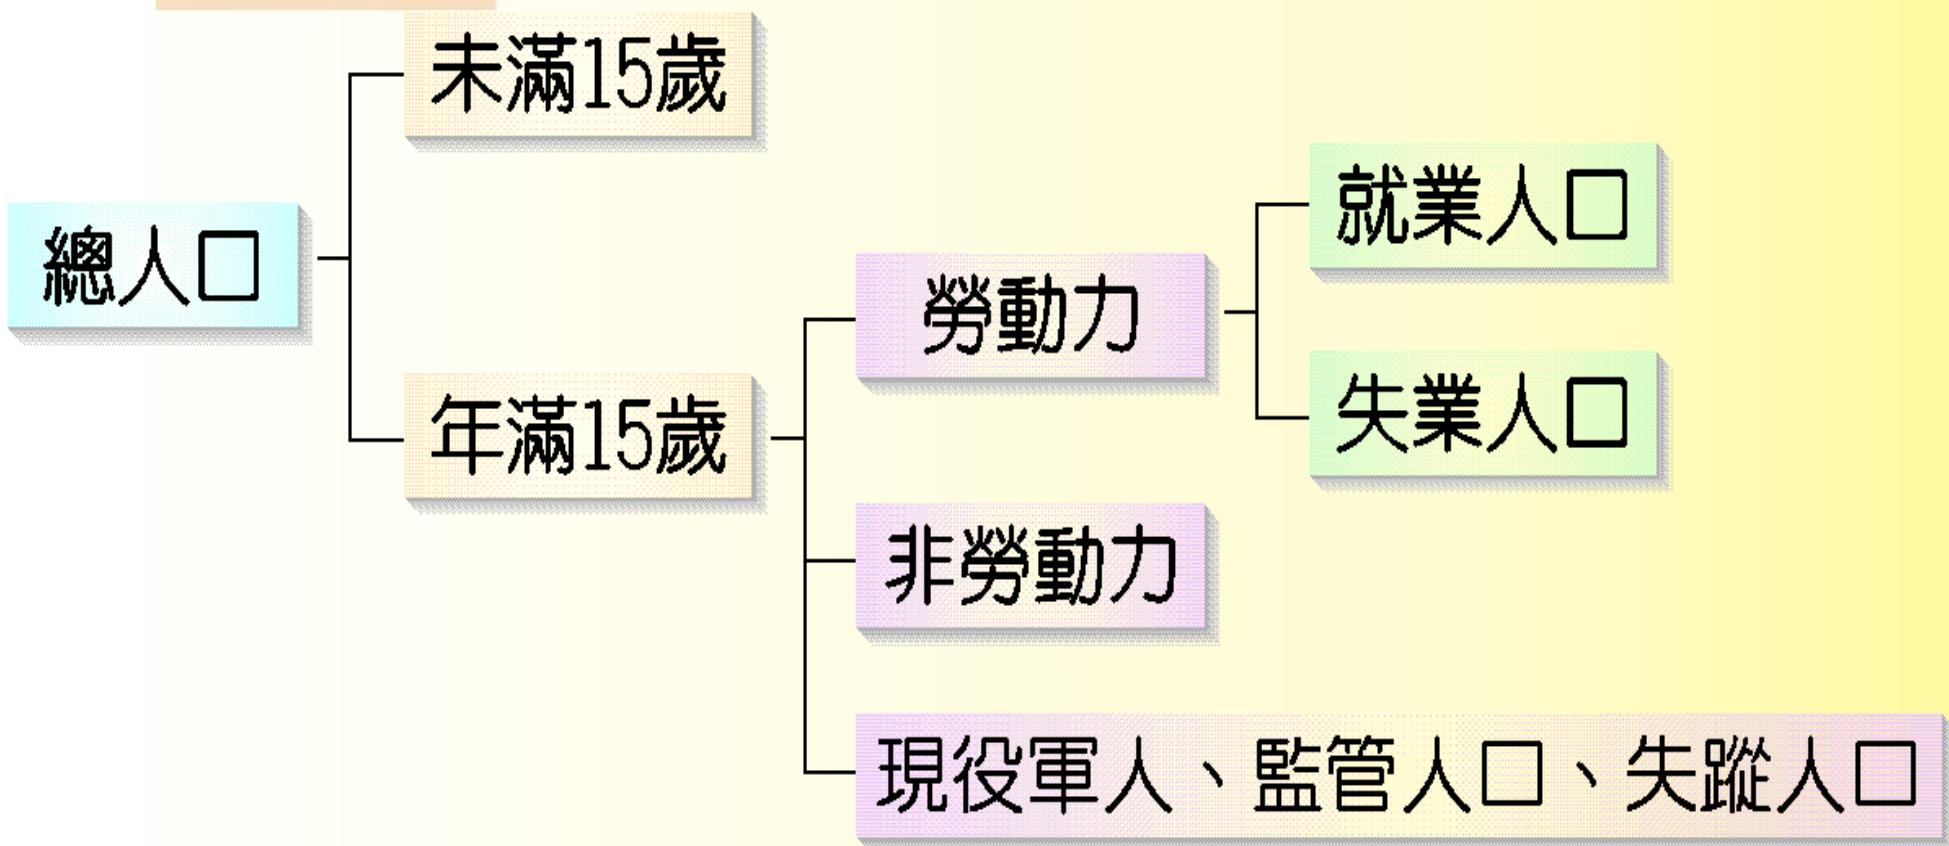 總人口
未滿15歲
年滿15歲
勞動力
就業人口
失業人口
非勞動力
現役軍人、監管人口、失蹤人口